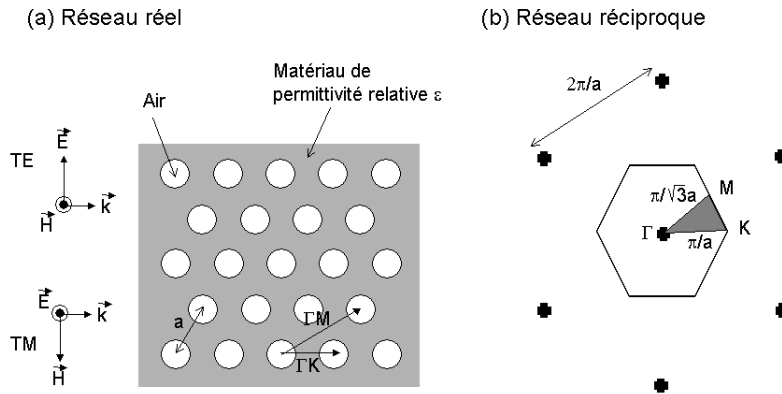 (a) Réseau réel
(b) Réseau réciproque
Matériau de
permittivité relative ε
Air
E
TE
H
k
E
k
TM
H
a
ΓM
ΓK
2π/a
π/√3a
M
Γ
π/a
K